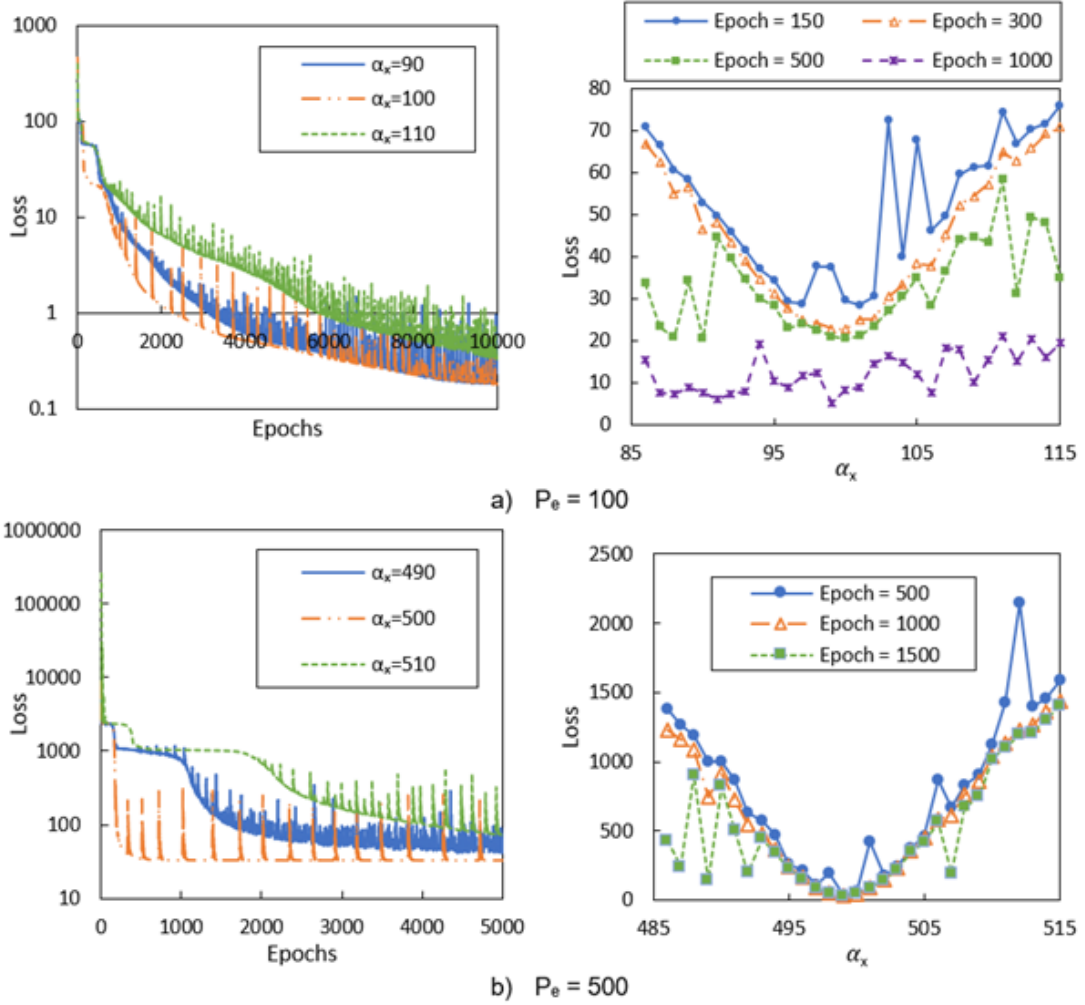 1000
100
10
1
0.1
Loss
0 2000 4000 6000 8000 10000
Epochs
αx=90
αx=100
αx=110
Epoch = 150 Epoch = 300
Epoch = 500 Epoch = 1000
80
70
60
50
40
30
20
10
0
Loss
85 95 105 115
αx
a) Pe = 100
1000000
100000
10000
1000
100
10
Loss
0 1000 2000 3000 4000 5000
Epochs
αx=490
αx=500
αx=510
2500
2000
1500
1000
500
0
Loss
Epoch = 500
Epoch = 1000
Epoch = 1500
485 495 505 515
αx
b) Pe = 500